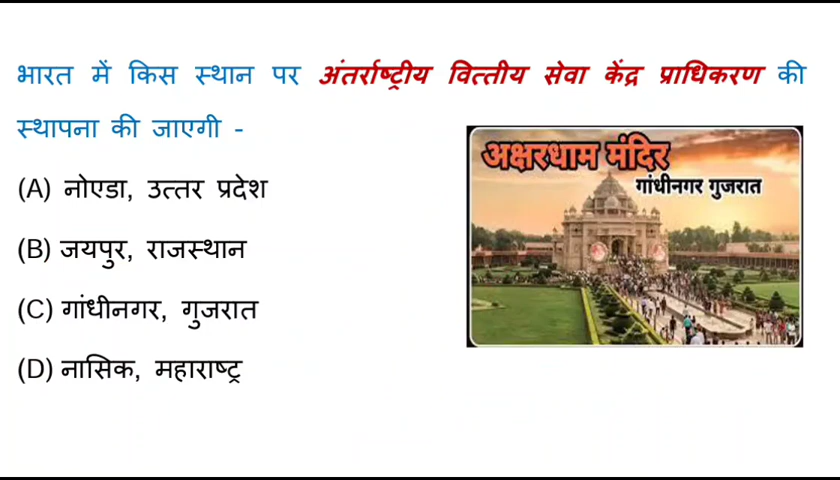 भारत में किस स्थान पर अंतर्राष्ट्रीय वित्तीय सेवा केंद्र प्राधिकरण की
स्थापना की जाएगी -
अक्षरधाम मंदिर
गांधीनगर गुजरात
(A) नोएडा, उत्तर प्रदेश
(B) जयपुर, राजस्थान
(C) गांधीनगर, गुजरात
(D) नासिक, महाराष्ट्र